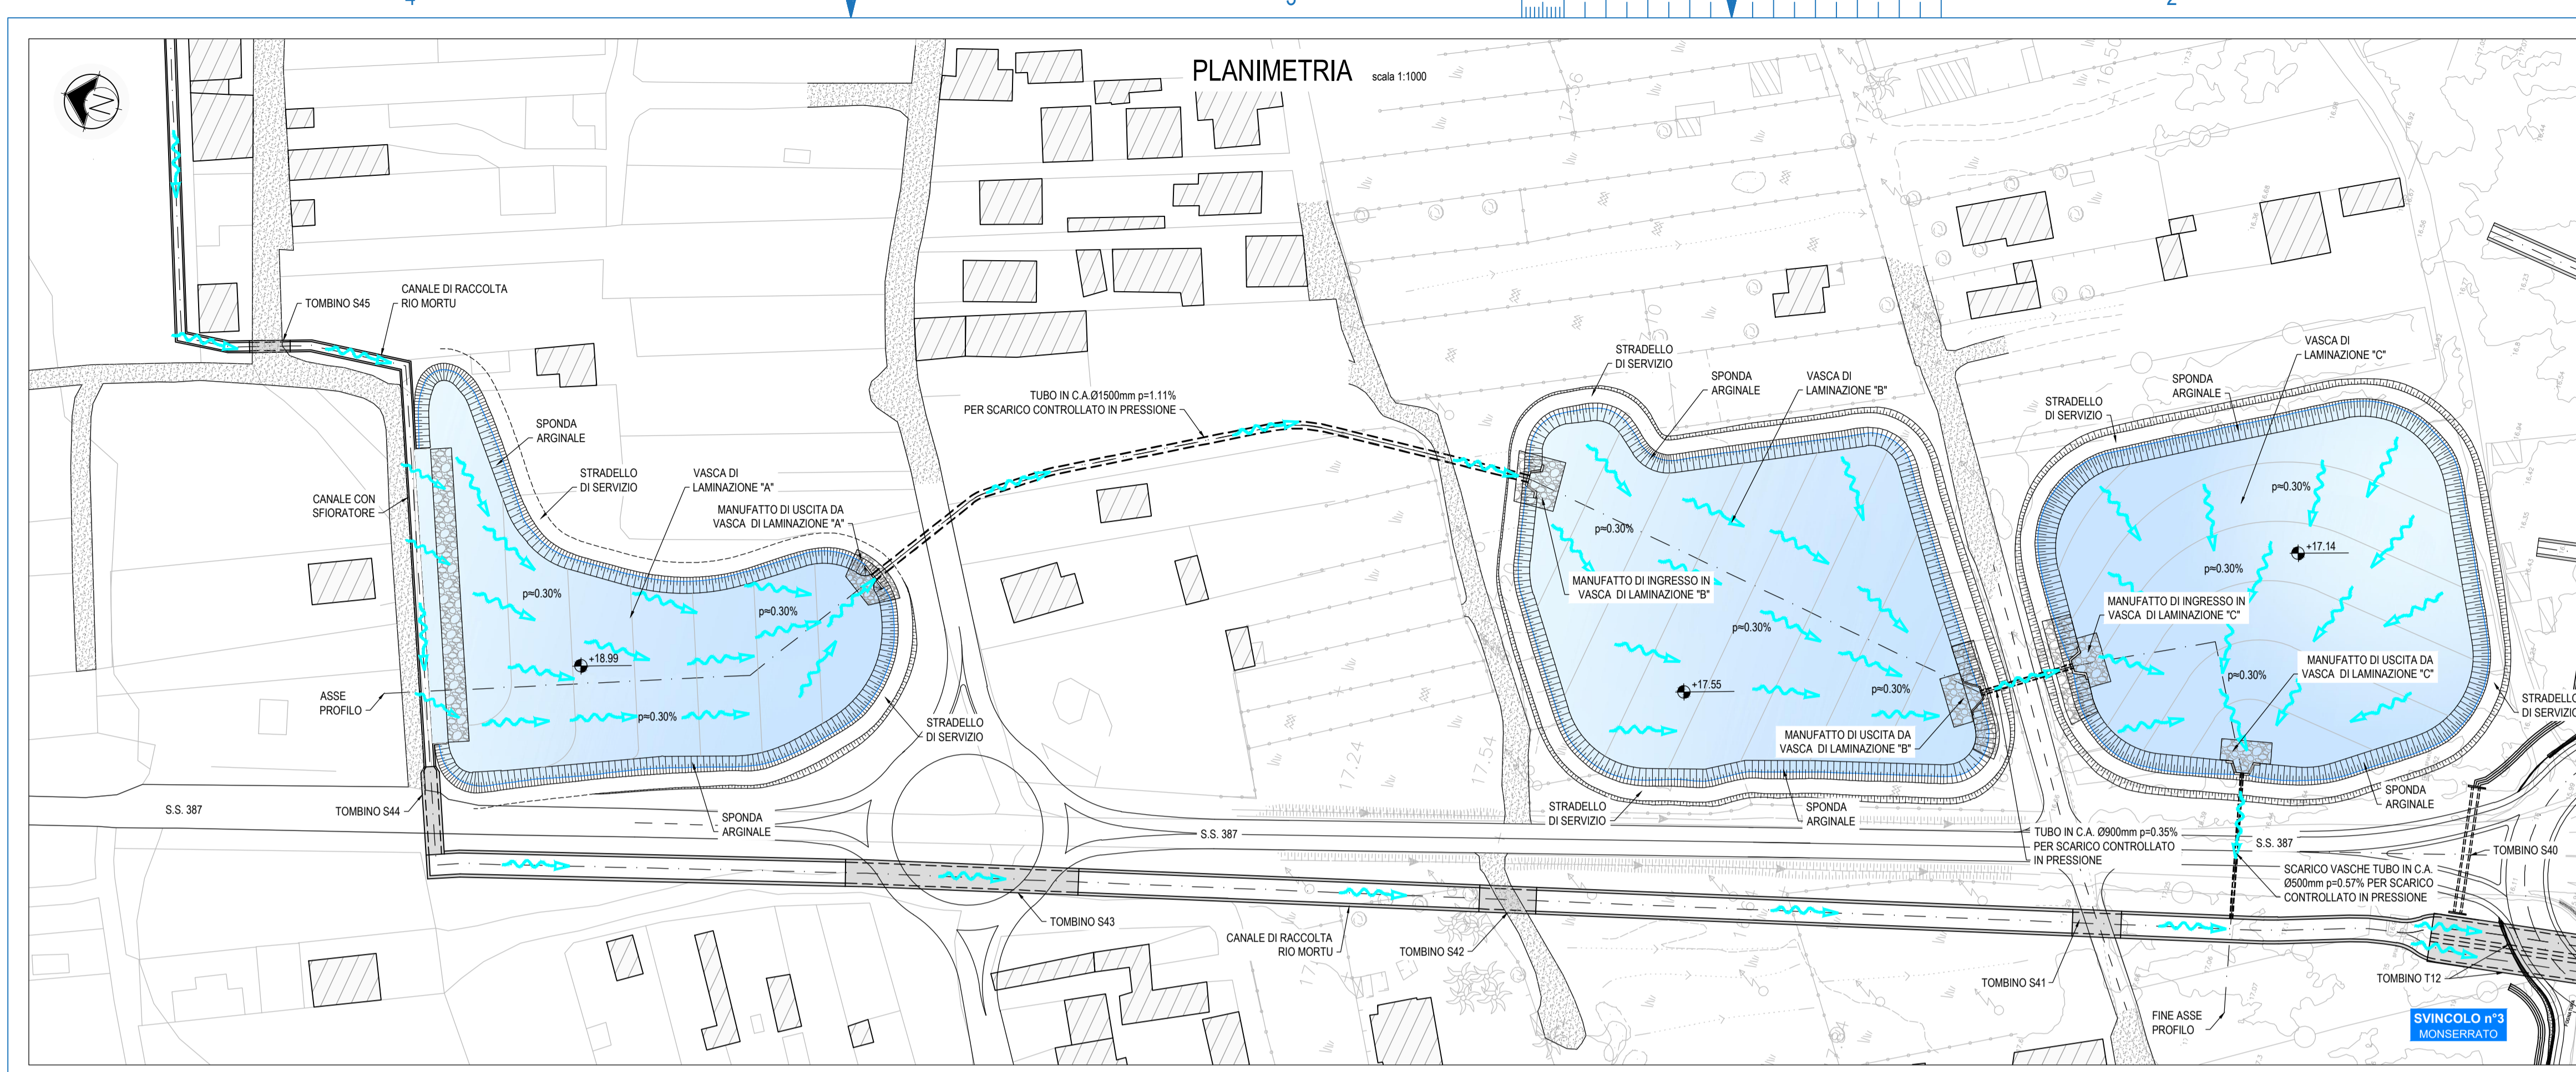 PLANIMETRIA scala 1:1000
TOMBINO S45
CANALE DI RACCOLTA
RIO MORTU
SPONDA
ARGINALE
STRADELLO
DI SERVIZIO
VASCA DI
LAMINAZIONE "A"
MANUFATTO DI USCITA DA
VASCA DI LAMINAZIONE "A"
CANALE CON
SFIORATORE
p≈0.30%
p≈0.30%
+18.99
p≈0.30%
ASSE
PROFILO
STRADELLO
DI SERVIZIO
S.S. 387
TOMBINO S44
SPONDA
ARGINALE
TUBO IN C.A.Ø1500mm p=1.11%
PER SCARICO CONTROLLATO IN PRESSIONE
STRADELLO
DI SERVIZIO
SPONDA
ARGINALE
VASCA DI
LAMINAZIONE "B"
p≈0.30%
MANUFATTO DI INGRESSO IN
VASCA DI LAMINAZIONE "B"
p≈0.30%
+17.55
p≈0.30%
MANUFATTO DI USCITA DA
VASCA DI LAMINAZIONE "B"
STRADELLO
DI SERVIZIO
SPONDA
ARGINALE
17.56
17.24
17.54
VASCA DI
LAMINAZIONE "C"
SPONDA
ARGINALE
STRADELLO
DI SERVIZIO
p≈0.30%
+17.14
p≈0.30%
MANUFATTO DI INGRESSO IN
VASCA DI LAMINAZIONE "C"
MANUFATTO DI USCITA DA
VASCA DI LAMINAZIONE "C"
p≈0.30%
STRADELLO
DI SERVIZIO
SPONDA
ARGINALE
S.S. 387
TUBO IN C.A. Ø900mm p=0.35%
PER SCARICO CONTROLLATO
IN PRESSIONE
S.S. 387
TOMBINO S40
SCARICO VASCHE TUBO IN C.A.
Ø500mm p=0.57% PER SCARICO
CONTROLLATO IN PRESSIONE
TOMBINO S43
CANALE DI RACCOLTA
RIO MORTU
TOMBINO S42
TOMBINO S41
TOMBINO T12
FINE ASSE
PROFILO
SVINCOLO n°3
MONSERRATO